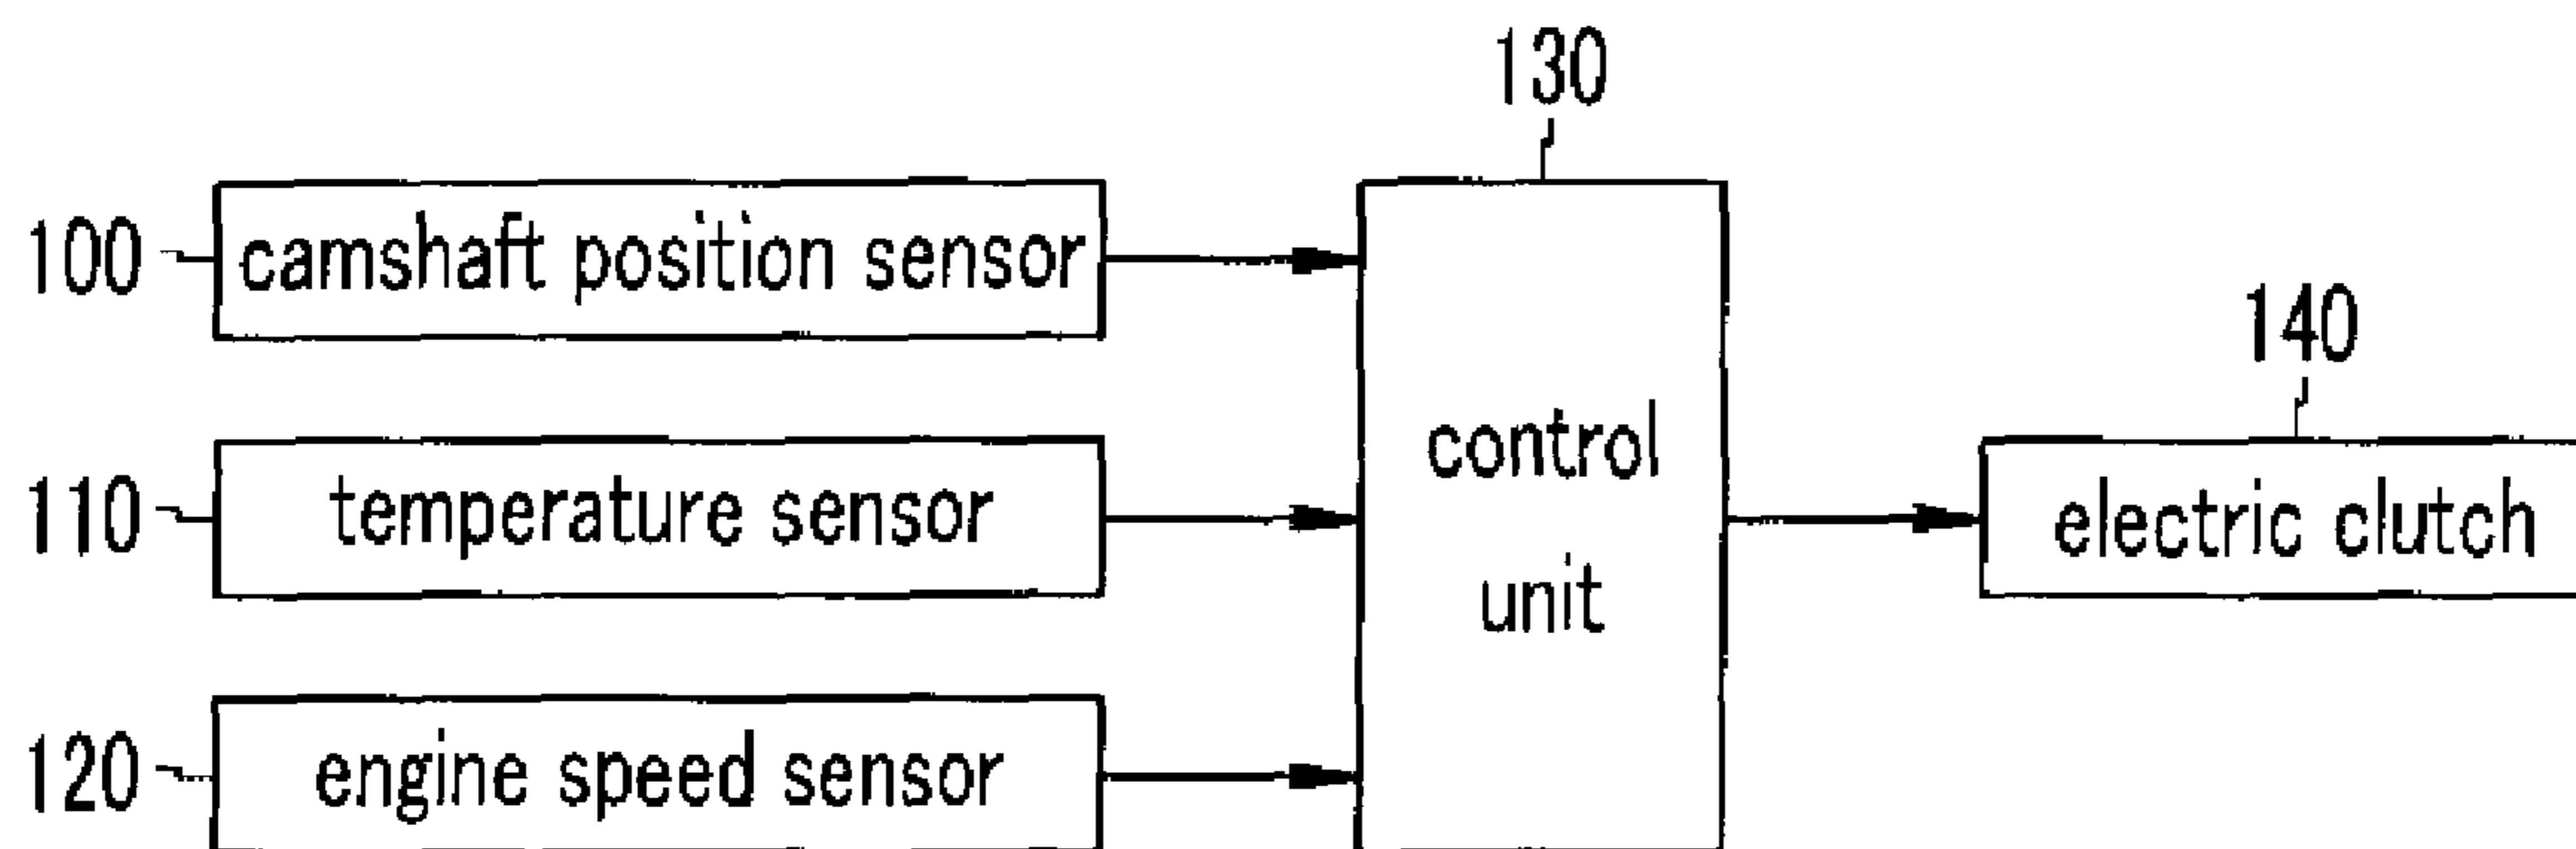 130
100 camshaft position sensor
140
control
110 temperature sensor
electric clutch
unit
120 engine speed sensor